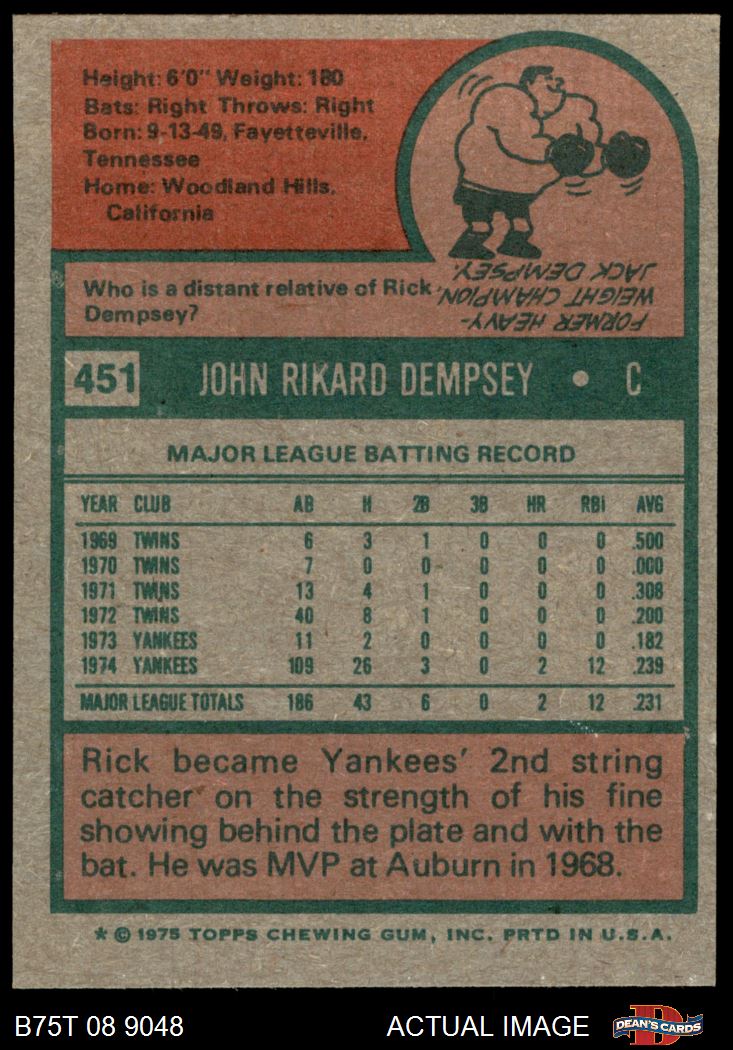 Height: 6'0" Weight: 180
Bats: Right Throws: Right
Born: 9-13-49, Fayetteville,
Tennessee
Home: Woodland Hills,
California
Who is a distant relative of Rick
Dempsey?
FORMER HEAVY-
WEIGHT CHAMPION,
JACK DEMPSEY.
451 JOHN RIKARD DEMPSEY • C
MAJOR LEAGUE BATTING RECORD
YEAR CLUB AB H 2B 3B HR RBI AVG
1969 TWINS 6 3 1 0 0 0 .500
1970 TWINS 7 0 0 0 0 0 .000
1971 TWINS 13 4 1 0 0 0 .308
1972 TWINS 40 8 1 0 0 0 .200
1973 YANKEES 11 2 0 0 0 0 .182
1974 YANKEES 109 26 3 0 2 12 .239
MAJOR LEAGUE TOTALS 186 43 6 0 2 12 .231
Rick became Yankees' 2nd string
catcher on the strength of his fine
showing behind the plate and with the
bat. He was MVP at Auburn in 1968.
* © 1975 TOPPS CHEWING GUM, INC. PRTD IN U.S.A.
B75T 08 9048 ACTUAL IMAGE DEAN'S CARDS